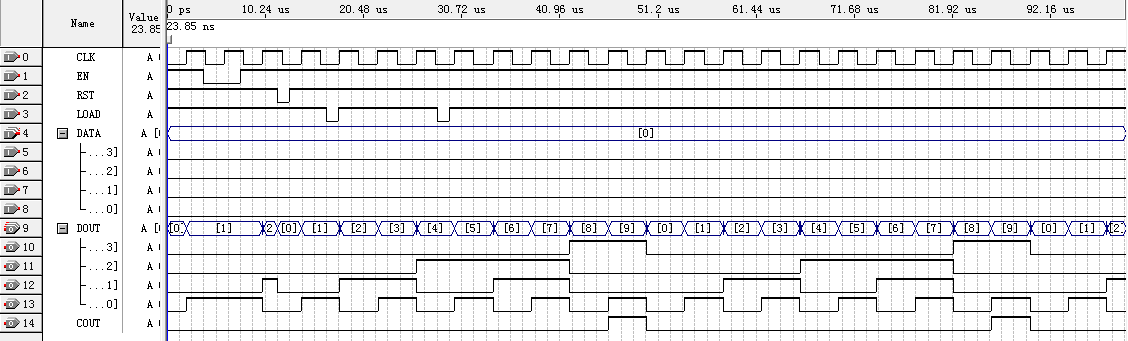 0 ps 10.24 us 20.48 us 30.72 us 40.96 us 51.2 us 61.44 us 71.68 us 81.92 us 92.16 us
Name Value 23.85 23.85 ns
0 CLK A
1 EN A
2 RST A
3 LOAD A
4 DATA A [ [0]
5 ...3] A
6 ...2] A
7 ...1] A
8 ...0] A
9 DOUT A [ [0 [1] 2 [0] [1] [2] [3] [4] [5] [6] [7] [8] [9] [0] [1] [2] [3] [4] [5] [6] [7] [8] [9] [0] [1] [2
10 ...3] A
11 ...2] A
12 ...1] A
13 ...0] A
14 COUT A